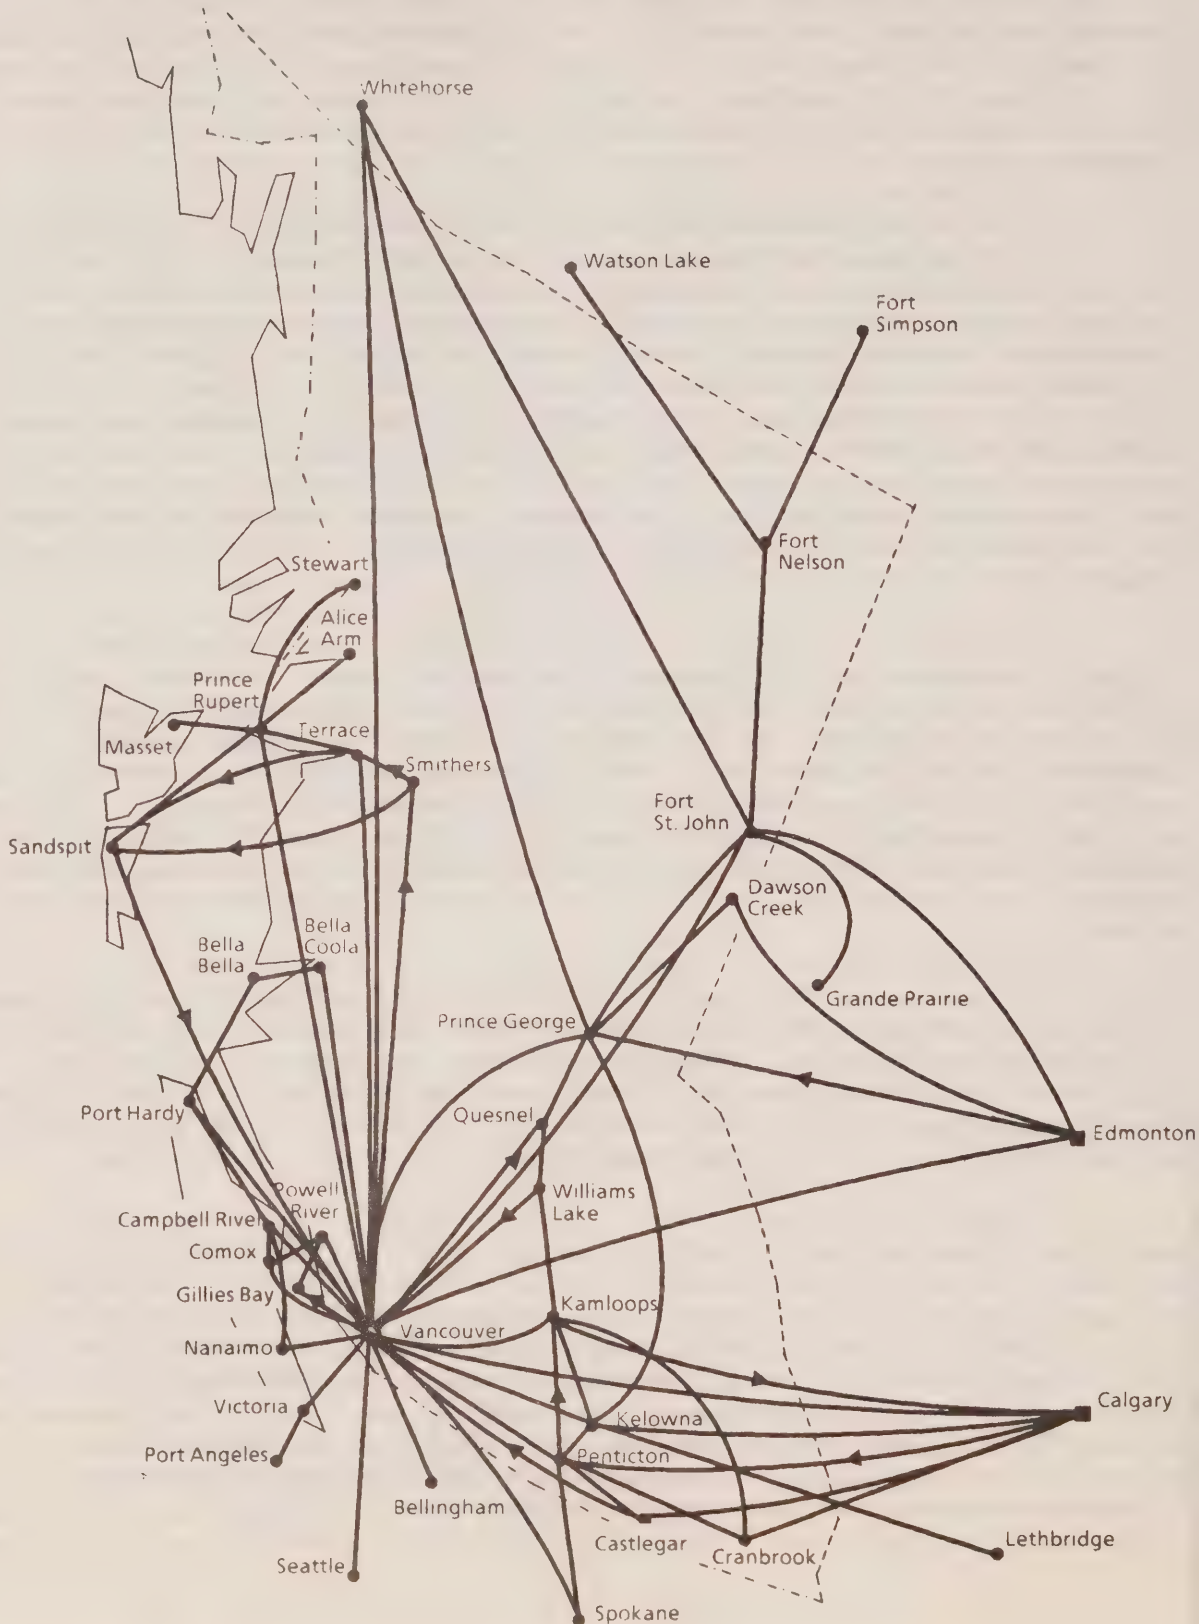 Whitehorse
Watson Lake
Fort
Simpson
Fort
Nelson
Stewart
Alice
Arm
Prince
Rupert
Terrace
Masset
Smithers
Fort
St. John
Sandspit
Dawson
Creek
Bella
Coola
Bella
Bella
Grande Prairie
Prince George
Port Hardy
Quesnel
Edmonton
Powell
River
Williams
Lake
Campbell River
Comox
Gillies Bay
Kamloops
Vancouver
Nanaimo
Victoria
Calgary
Kelowna
Port Angeles
Penticton
Bellingham
Castlegar
Cranbrook
Lethbridge
Seattle
Spokane